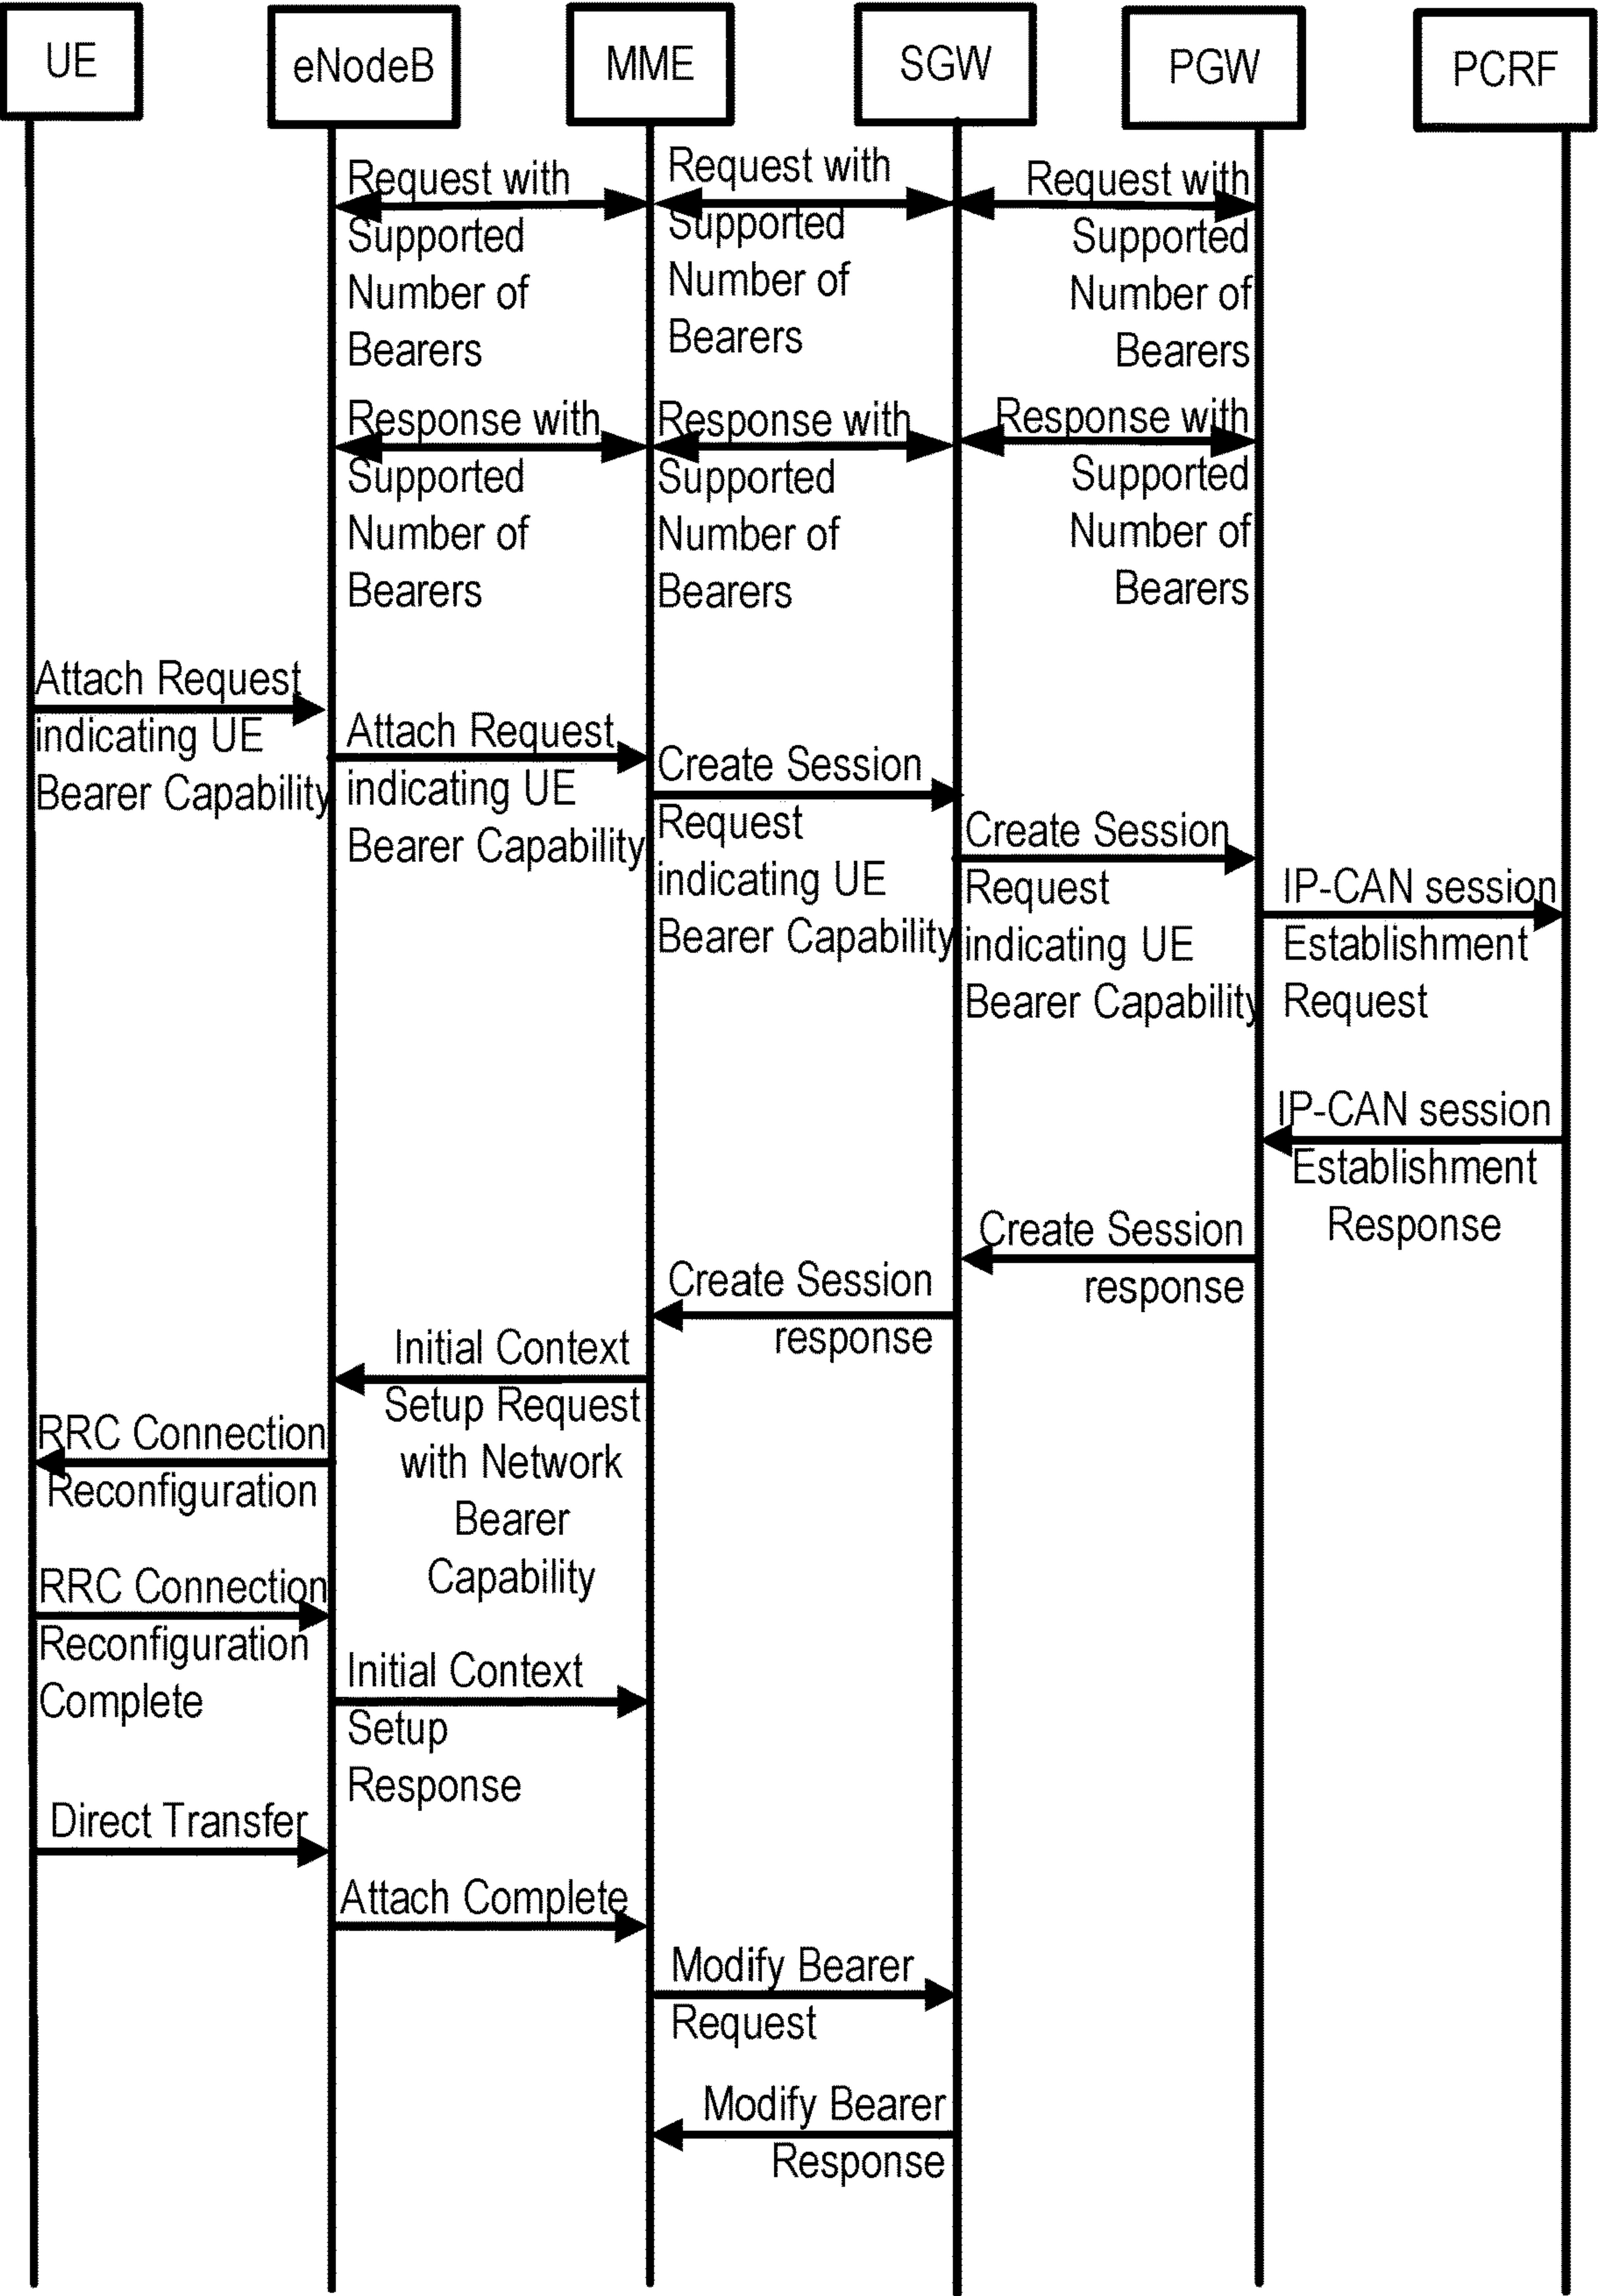 UE
eNodeB
MME
SGW
PGW
PCRF
Request with
Supported
Number of
Bearers
Request with
Supported
Number of
Bearers
Request with
Supported
Number of
Bearers
Response with
Supported
Number of
Bearers
Response with
Supported
Number of
Bearers
Response with
Supported
Number of
Bearers
Attach Request
indicating UE
Bearer Capability
Attach Request
indicating UE
Bearer Capability
Create Session
Request
indicating UE
Bearer Capability
Create Session
Request
indicating UE
Bearer Capability
IP-CAN session
Establishment
Request
IP-CAN session
Establishment
Response
Create Session
response
Create Session
response
Initial Context
Setup Request
with Network
Bearer
Capability
RRC Connection
Reconfiguration
RRC Connection
Reconfiguration
Complete
Initial Context
Setup
Response
Direct Transfer
Attach Complete
Modify Bearer
Request
Modify Bearer
Response